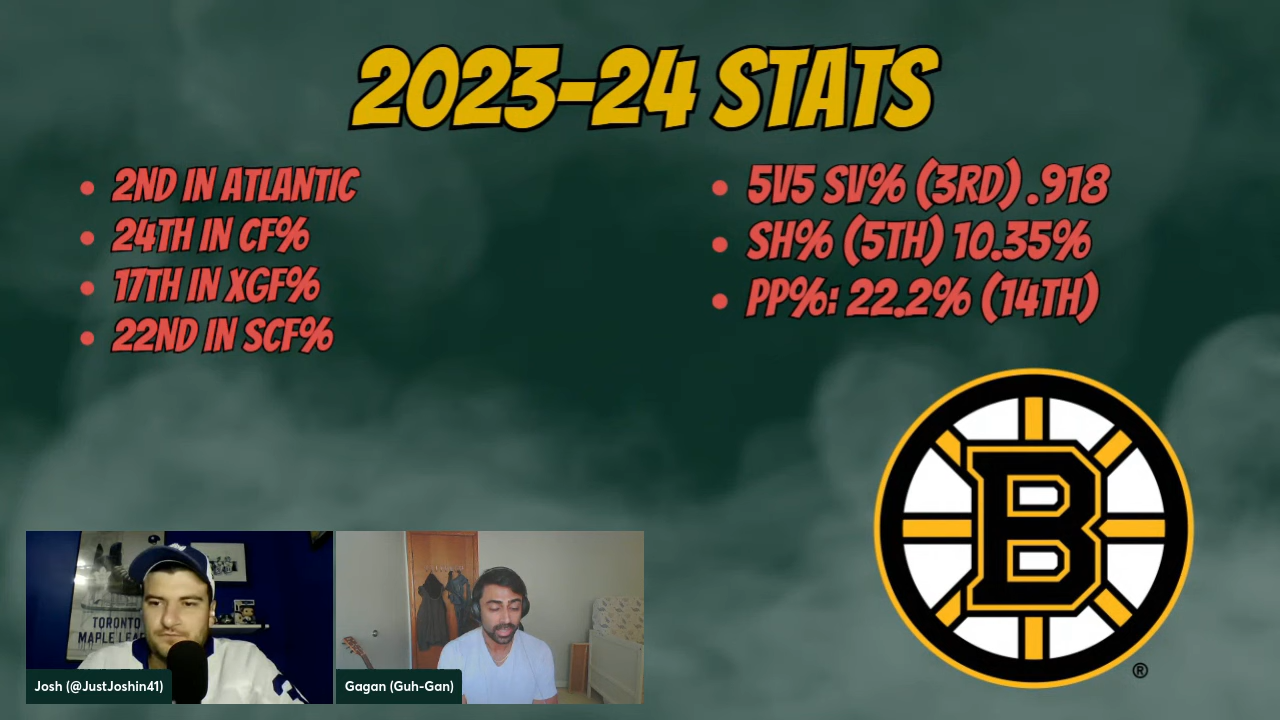 2023-24 STATS
2ND IN ATLANTIC
24TH IN CF%
17TH IN XGF%
22ND IN SCF%
5V5 SV% (3RD) .918
SH% (5TH) 10.35%
PP%: 22.2% (14TH)
B
®
TORONTO
MAPLE LEA
Josh (@JustJoshin41)
Gagan (Guh-Gan)